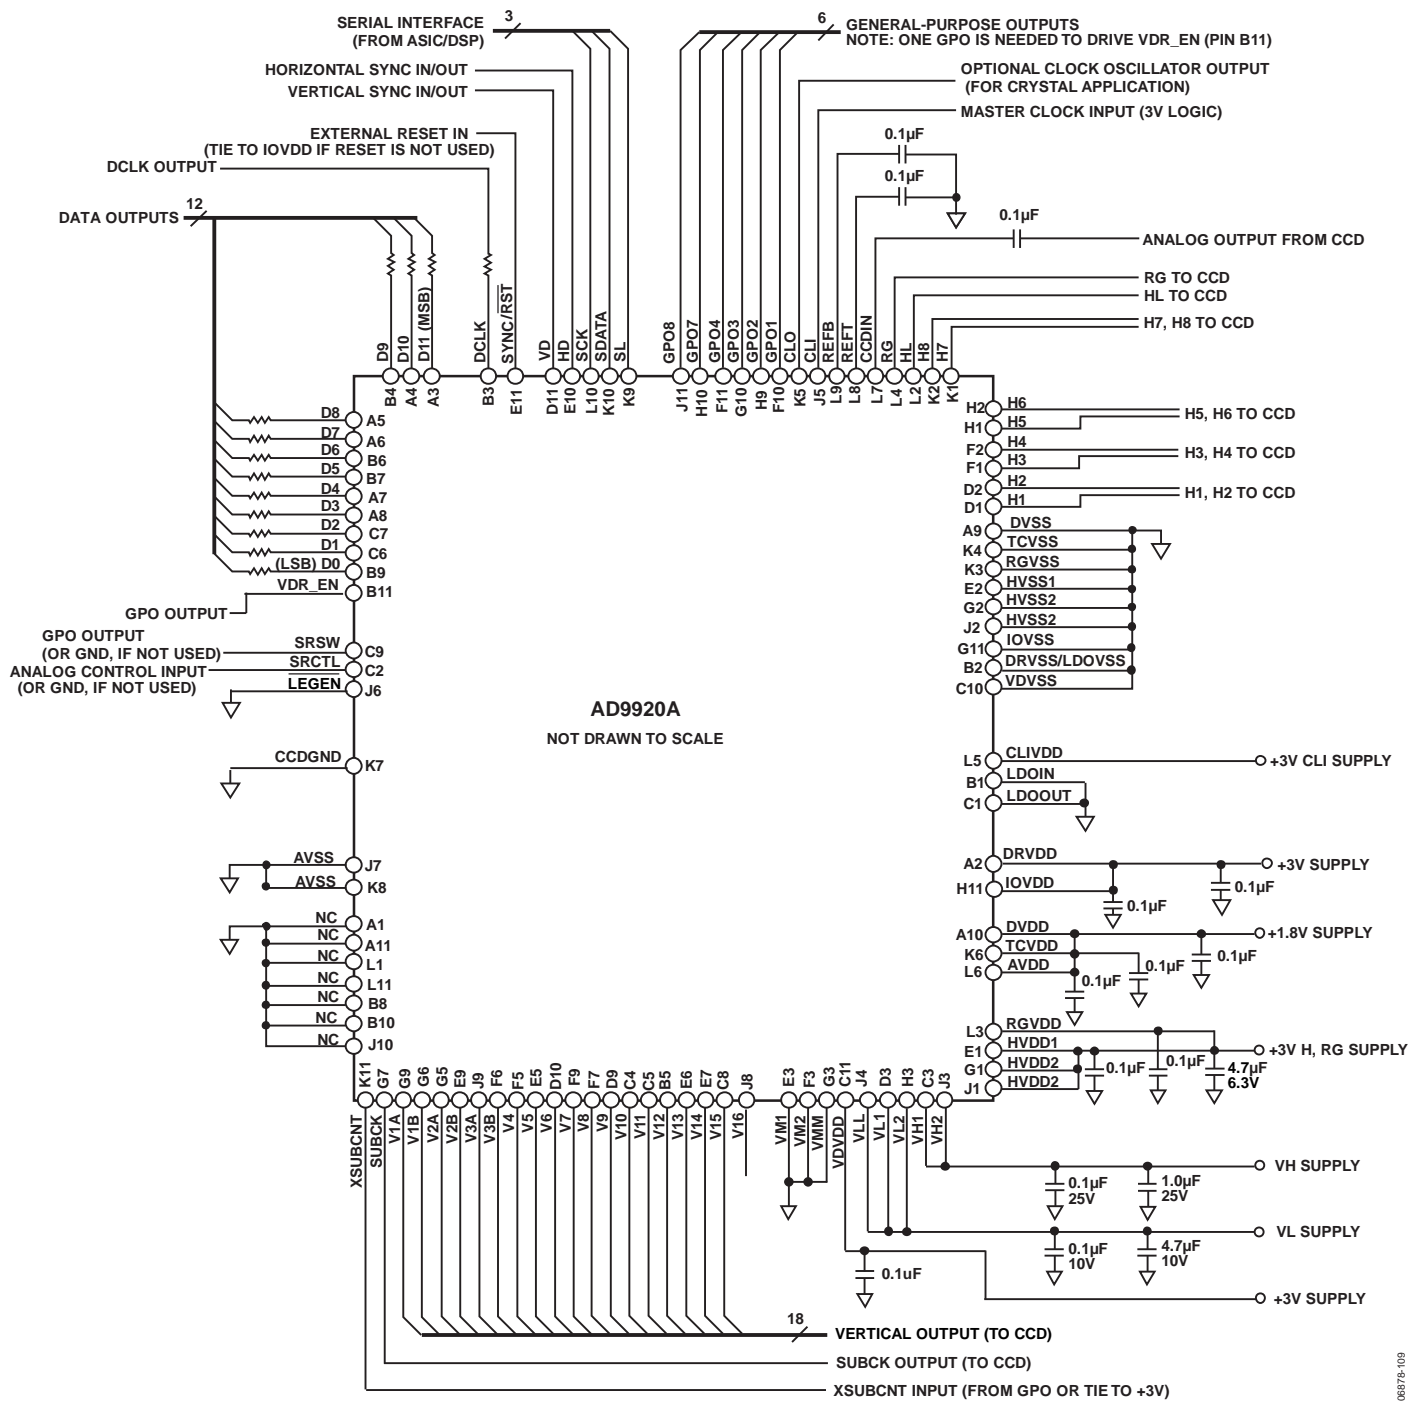 SERIAL INTERFACE
(FROM ASIC/DSP)
3
6
GENERAL-PURPOSE OUTPUTS
NOTE: ONE GPO IS NEEDED TO DRIVE VDR_EN (PIN B11)
HORIZONTAL SYNC IN/OUT
VERTICAL SYNC IN/OUT
OPTIONAL CLOCK OSCILLATOR OUTPUT
(FOR CRYSTAL APPLICATION)
MASTER CLOCK INPUT (3V LOGIC)
EXTERNAL RESET IN
(TIE TO IOVDD IF RESET IS NOT USED)
0.1µF
DCLK OUTPUT
0.1µF
DATA OUTPUTS
12
0.1µF
ANALOG OUTPUT FROM CCD
RG TO CCD
HL TO CCD
H7, H8 TO CCD
D9
D10
D11 (MSB)
DCLK
SYNC/RST
VD
HD
SCK
SDATA
SL
GPO8
GPO7
GPO4
GPO3
GPO2
GPO1
CLO
CLI
REFB
REFT
CCDIN
RG
HL
H8
H7
B4
A4
A3
B3
E11
D11
E10
L10
K10
K9
J11
H10
F11
G10
H9
F10
K5
J5
L9
L8
L7
L4
L2
K2
K1
D8 A5
D7 A6
D6 B6
D5 B7
D4 A7
D3 A8
D2 C7
D1 C6
(LSB) D0 B9
VDR_EN B11
GPO OUTPUT
GPO OUTPUT
(OR GND, IF NOT USED)
SRSW C9
ANALOG CONTROL INPUT
(OR GND, IF NOT USED)
SRCTL C2
LEGEN J6
CCDGND K7
AVSS J7
AVSS K8
NC A1
NC A11
NC L1
NC L11
NC B8
NC B10
NC J10
AD9920A
NOT DRAWN TO SCALE
H2 H6
H1 H5
H5, H6 TO CCD
F2 H4
F1 H3
H3, H4 TO CCD
D2 H2
D1 H1
H1, H2 TO CCD
A9 DVSS
K4 TCVSS
K3 RGVSS
E2 HVSS1
G2 HVSS2
J2 HVSS2
G11 IOVSS
B2 DRVSS/LDOVSS
C10 VDVSS
L5 CLIVDD
+3V CLI SUPPLY
B1 LDOIN
C1 LDOOUT
A2 DRVDD
+3V SUPPLY
H11 IOVDD
0.1µF
0.1µF
A10 DVDD
+1.8V SUPPLY
K6 TCVDD
L6 AVDD
0.1µF
0.1µF
0.1µF
L3 RGVDD
E1 HVDD1
+3V H, RG SUPPLY
G1 HVDD2
J1 HVDD2
0.1µF
0.1µF
4.7µF
6.3V
K11
G7
G9
G6
G5
E9
J9
F6
F5
E5
D10
F9
F7
D9
C4
C5
B5
E6
E7
C8
J8
E3
F3
G3
C11
J4
D3
H3
C3
J3
XSUBCNT
SUBCK
V1A
V1B
V2A
V2B
V3A
V3B
V4
V5
V6
V7
V8
V9
V10
V11
V12
V13
V14
V15
V16
VM1
VM2
VMM
VDVDD
VLL
VL1
VL2
VH1
VH2
VH SUPPLY
0.1µF
25V
1.0µF
25V
VL SUPPLY
0.1µF
10V
4.7µF
10V
0.1uF
+3V SUPPLY
18
VERTICAL OUTPUT (TO CCD)
SUBCK OUTPUT (TO CCD)
XSUBCNT INPUT (FROM GPO OR TIE TO +3V)
06878-109